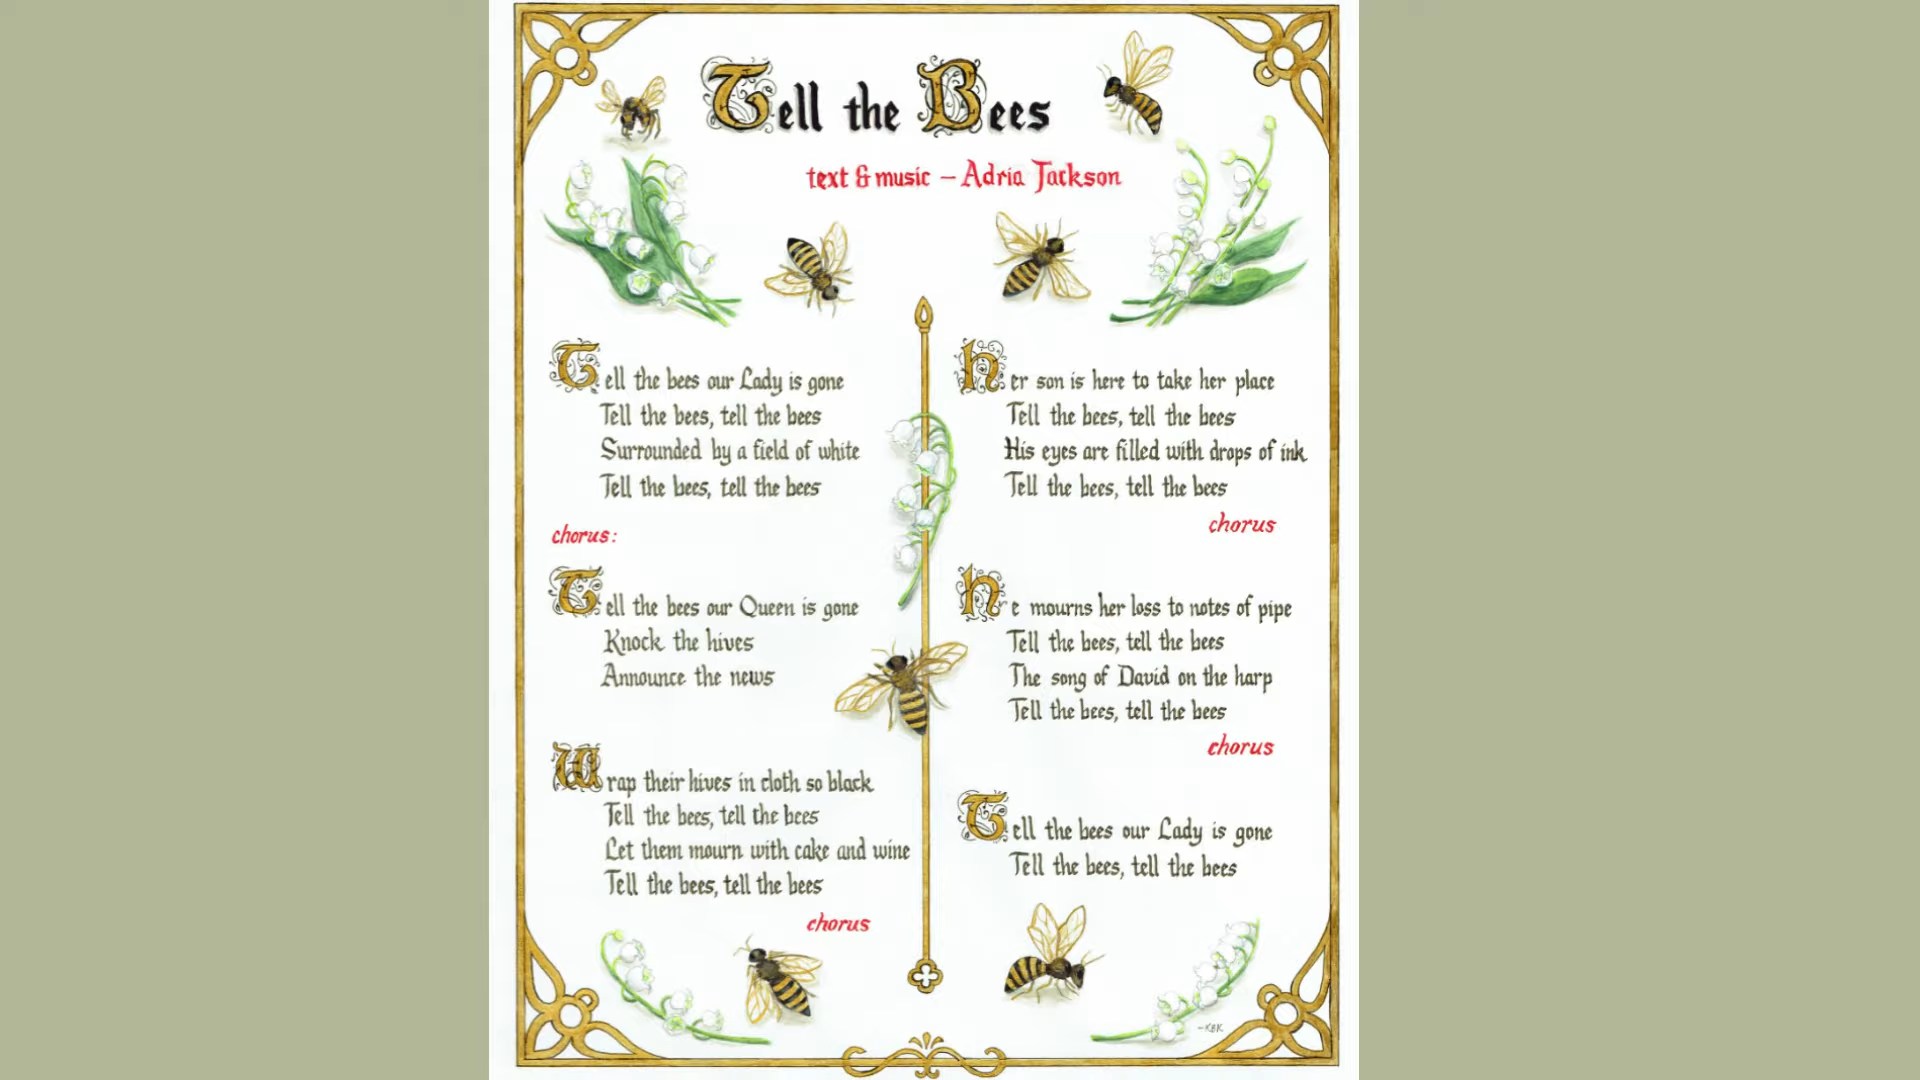 Tell the Bees
text & music – Adria Jackson
Tell the bees our Lady is gone
Tell the bees, tell the bees
Surrounded by a field of white
Tell the bees, tell the bees
chorus:
Tell the bees our Queen is gone
Knock the hives
Announce the news
Wrap their hives in cloth so black
Tell the bees, tell the bees
Let them mourn with cake and wine
Tell the bees, tell the bees
chorus
Her son is here to take her place
Tell the bees, tell the bees
His eyes are filled with drops of ink
Tell the bees, tell the bees
chorus
He mourns her loss to notes of pipe
Tell the bees, tell the bees
The song of David on the harp
Tell the bees, tell the bees
chorus
Tell the bees our Lady is gone
Tell the bees, tell the bees
–KBK